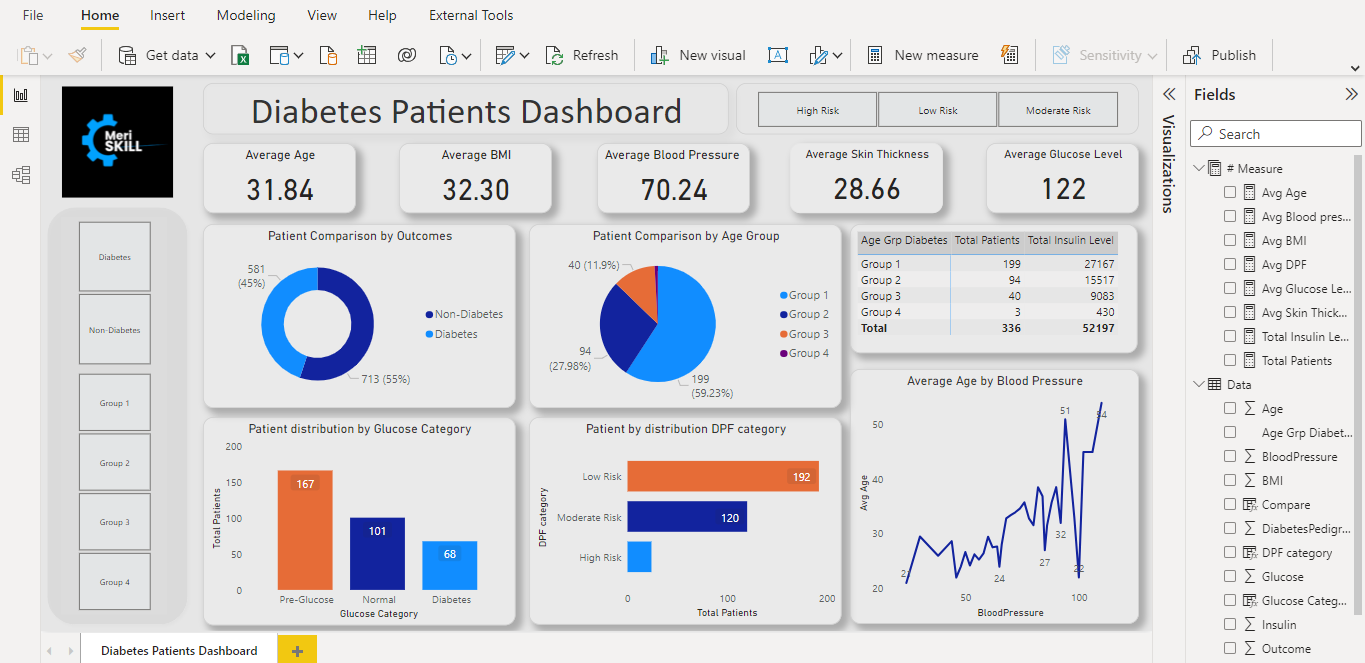 File Home Insert Modeling View Help External Tools
Get data Refresh New visual New measure Sensitivity Publish
Meri
SKILL
Diabetes Patients Dashboard
High Risk Low Risk Moderate Risk
Average Age
31.84
Average BMI
32.30
Average Blood Pressure
70.24
Average Skin Thickness
28.66
Average Glucose Level
122
Diabetes
Non-Diabetes
Group 1
Group 2
Group 3
Group 4
Patient Comparison by Outcomes
581
(45%)
713 (55%)
Non-Diabetes
Diabetes
Patient Comparison by Age Group
40 (11.9%)
94
(27.98%)
199
(59.23%)
Group 1
Group 2
Group 3
Group 4
Age Grp Diabetes Total Patients Total Insulin Level
Group 1 199 27167
Group 2 94 15517
Group 3 40 9083
Group 4 3 430
Total 336 52197
Patient distribution by Glucose Category
Total Patients
200
150
100
50
0
167
101
68
Pre-Glucose Normal Diabetes
Glucose Category
Patient by distribution DPF category
DPF category
Low Risk 192
Moderate Risk 120
High Risk
0 100 200
Total Patients
Average Age by Blood Pressure
Avg Age
50
40
30
20
51
54
32
27
24
22
50 100
BloodPressure
Visualizations
Fields
Search
# Measure
Avg Age
Avg Blood pres...
Avg BMI
Avg DPF
Avg Glucose Le...
Avg Skin Thick...
Total Insulin Le...
Total Patients
Data
Age
Age Grp Diabet...
BloodPressure
BMI
Compare
DiabetesPedigr...
DPF category
Glucose
Glucose Categ...
Insulin
Outcome
Diabetes Patients Dashboard